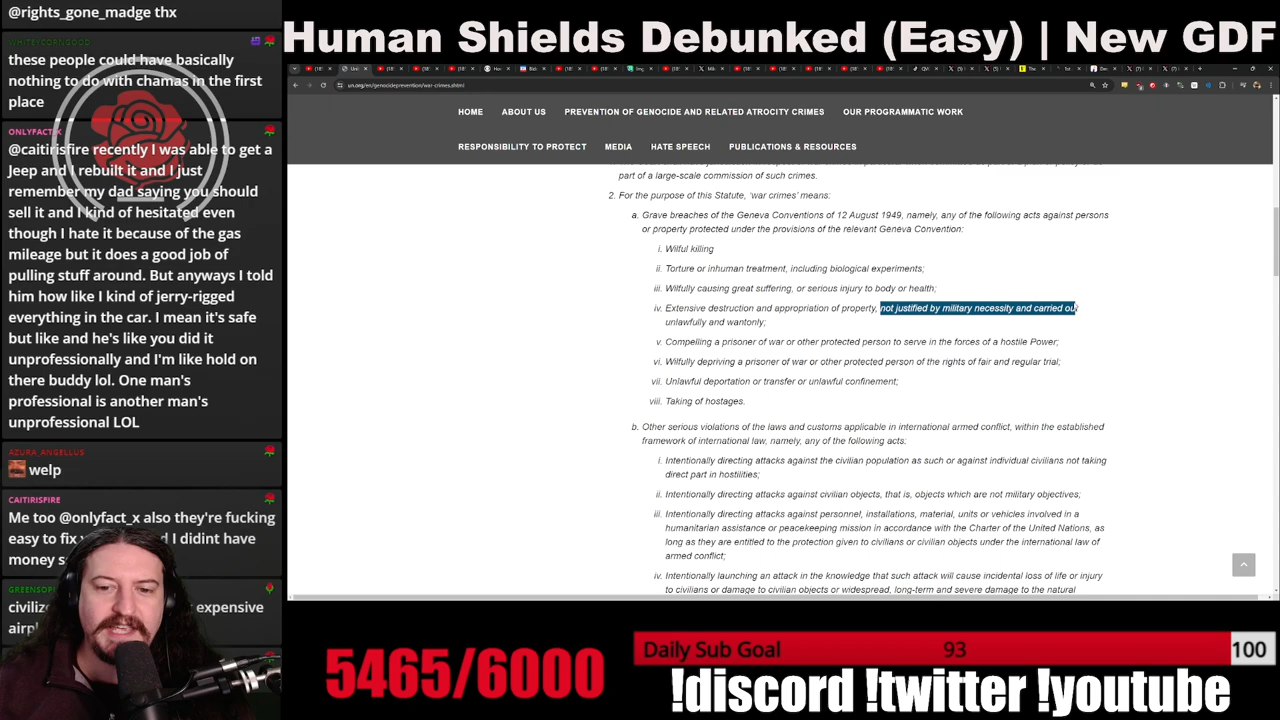 @rights_gone_madge thx
WHITEYCORNGOOD
these people could have basically
nothing to do with chamas in the first
place
@caitirisfire recently I was able to get a
Jeep and I rebuilt it and I just
remember my dad saying you should
sell it and I kind of hesitated even
though I hate it because of the gas
mileage but it does a good job of
pulling stuff around. But anyways I told
him how like I kind of jerry-rigged
everything in the car. I mean it's safe
but like and he's like you did it
unprofessionally and I'm like hold on
there buddy lol. One man's
professional is another man's
unprofessional LOL
AZURA_ANGELLUS
welp
CAITIRISFIRE
Me too @onlyfact_x also they're fucking
easy to fix
and I didint have
money
civiliz
expensive
airpl
Human Shields Debunked (Easy) | New GDF
un.org/en/genocideprevention/war-crimes.shtml
HOME ABOUT US PREVENTION OF GENOCIDE AND RELATED ATROCITY CRIMES OUR PROGRAMMATIC WORK
RESPONSIBILITY TO PROTECT MEDIA HATE SPEECH PUBLICATIONS & RESOURCES
part of a large-scale commission of such crimes.
2. For the purpose of this Statute, 'war crimes' means:
a. Grave breaches of the Geneva Conventions of 12 August 1949, namely, any of the following acts against persons
or property protected under the provisions of the relevant Geneva Convention:
i. Wilful killing
ii. Torture or inhuman treatment, including biological experiments;
iii. Wilfully causing great suffering, or serious injury to body or health;
iv. Extensive destruction and appropriation of property, not justified by military necessity and carried out
unlawfully and wantonly;
v. Compelling a prisoner of war or other protected person to serve in the forces of a hostile Power;
vi. Wilfully depriving a prisoner of war or other protected person of the rights of fair and regular trial;
vii. Unlawful deportation or transfer or unlawful confinement;
viii. Taking of hostages.
b. Other serious violations of the laws and customs applicable in international armed conflict, within the established
framework of international law, namely, any of the following acts:
i. Intentionally directing attacks against the civilian population as such or against individual civilians not taking
direct part in hostilities;
ii. Intentionally directing attacks against civilian objects, that is, objects which are not military objectives;
iii. Intentionally directing attacks against personnel, installations, material, units or vehicles involved in a
humanitarian assistance or peacekeeping mission in accordance with the Charter of the United Nations, as
long as they are entitled to the protection given to civilians or civilian objects under the international law of
armed conflict;
iv. Intentionally launching an attack in the knowledge that such attack will cause incidental loss of life or injury
to civilians or damage to civilian objects or widespread, long-term and severe damage to the natural
5465/6000
Daily Sub Goal 93 100
!discord !twitter !youtube